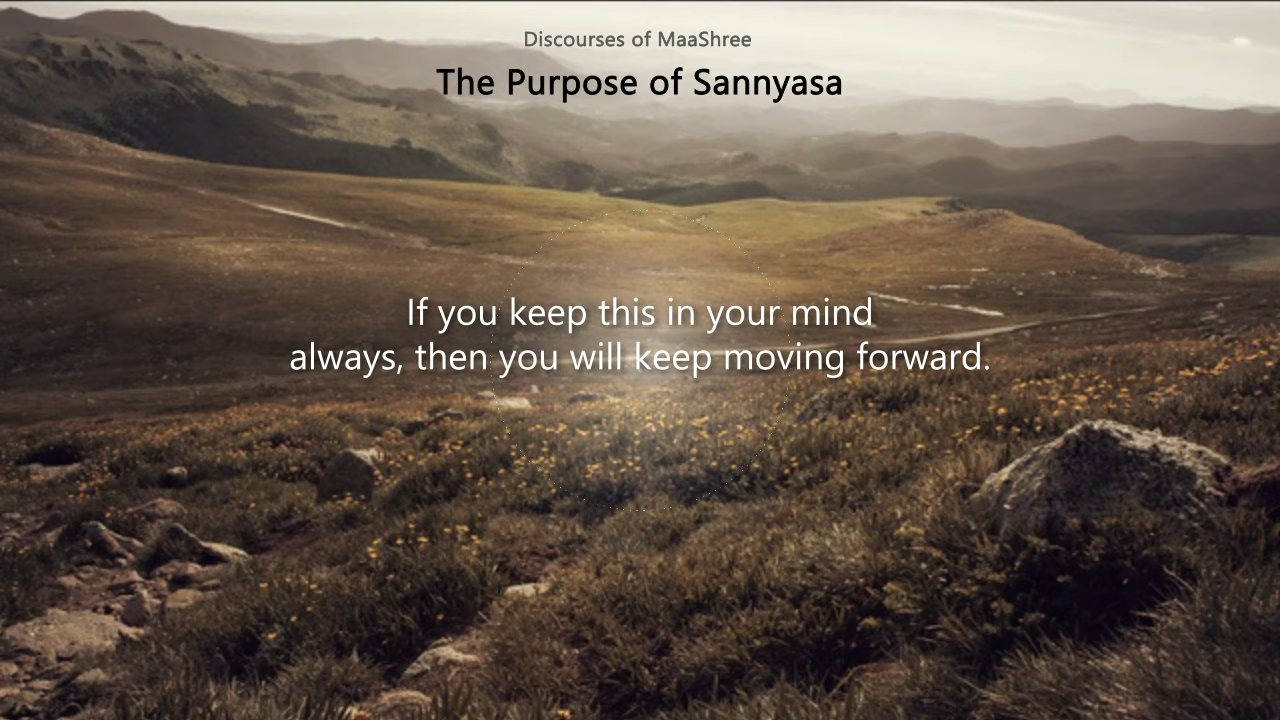 Discourses of MaaShree
The Purpose of Sannyasa
If you keep this in your mind
always, then you will keep moving forward.